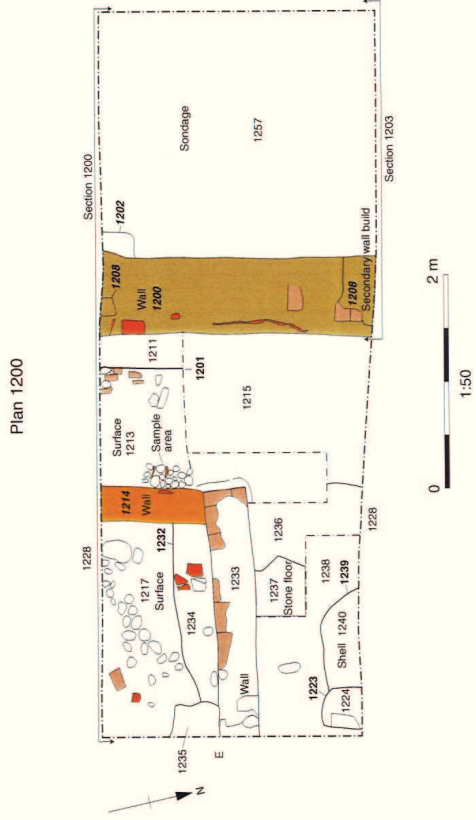 Plan 1200
Section 1200
1228
1202
Sondage
1257
1208
Wall
1200
1208
Secondary wall build
Section 1203
1211
1201
Surface
1213
Sample
area
1215
1214
Wall
1232
1217
Surface
1234
1233
Wall
1235
E
1236
1237
Stone floor
1228
1238
1239
Shell 1240
1223
1224
N
0
2 m
1:50